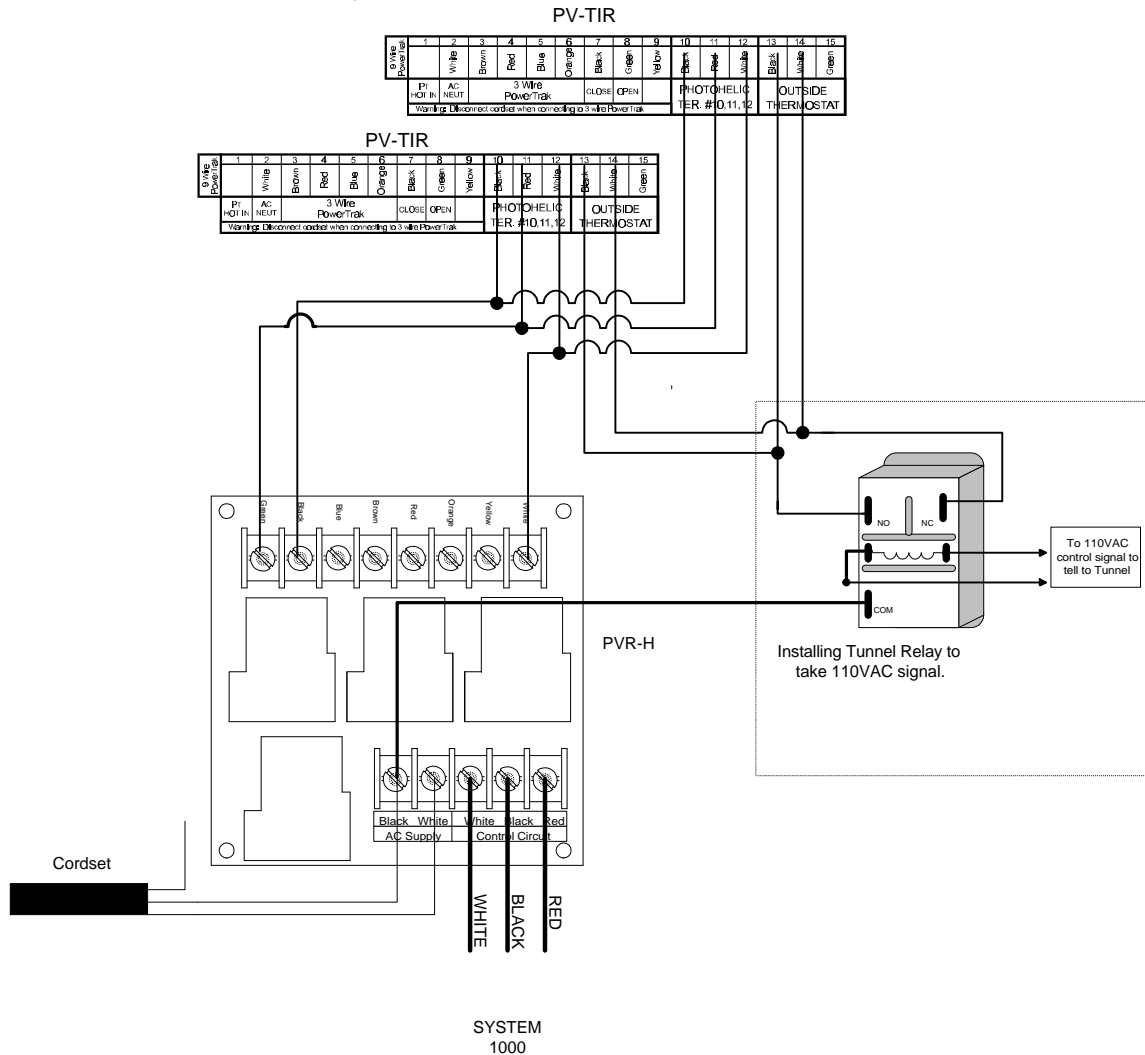 PV-TIR
9 Wire PowerTrak
1 2 3 4 5 6 7 8 9 10 11 12 13 14 15
White Brown Red Blue Orange Black Green Yellow Black Red White Black White Green
PT HOT IN
AC NEUT
3 Wire PowerTrak
CLOSE
OPEN
PHOTOHELIC TER. #10,11,12
OUTSIDE THERMOSTAT
Warning: Disconnect cordset when connecting to 3 wire PowerTrak
PV-TIR
9 Wire PowerTrak
1 2 3 4 5 6 7 8 9 10 11 12 13 14 15
White Brown Red Blue Orange Black Green Yellow Black Red White Black White Green
PT HOT IN
AC NEUT
3 Wire PowerTrak
CLOSE
OPEN
PHOTOHELIC TER. #10,11,12
OUTSIDE THERMOSTAT
Warning: Disconnect cordset when connecting to 3 wire PowerTrak
Green Black Blue Brown Red Orange Yellow White
NO NC
To 110VAC
control signal to
tell to Tunnel
COM
PVR-H
Installing Tunnel Relay to
take 110VAC signal.
Black White White Black Red
AC Supply Control Circuit
Cordset
WHITE BLACK RED
SYSTEM
1000